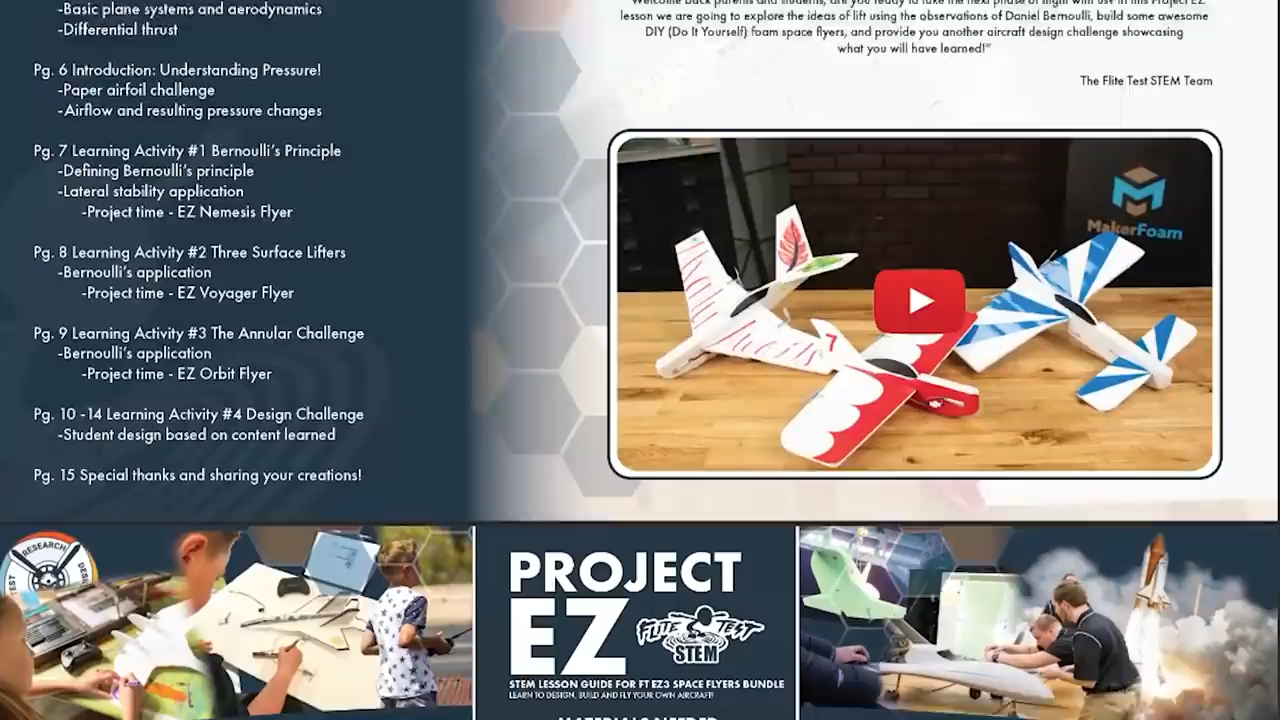 -Basic plane systems and aerodynamics
-Differential thrust
Pg. 6 Introduction: Understanding Pressure!
-Paper airfoil challenge
-Airflow and resulting pressure changes
Pg. 7 Learning Activity #1 Bernoulli's Principle
-Defining Bernoulli's principle
-Lateral stability application
-Project time - EZ Nemesis Flyer
Pg. 8 Learning Activity #2 Three Surface Lifters
-Bernoulli's application
-Project time - EZ Voyager Flyer
Pg. 9 Learning Activity #3 The Annular Challenge
-Bernoulli's application
-Project time - EZ Orbit Flyer
Pg. 10 -14 Learning Activity #4 Design Challenge
-Student design based on content learned
Pg. 15 Special thanks and sharing your creations!
"Welcome back parents and students, are you ready to take the next phase of flight with us? In this Project EZ
lesson we are going to explore the ideas of lift using the observations of Daniel Bernoulli, build some awesome
DIY (Do It Yourself) foam space flyers, and provide you another aircraft design challenge showcasing
what you will have learned!"
The Flite Test STEM Team
MakerFoam
RESEARCH
TEST
PROJECT
EZ
FLITE TEST
STEM
STEM LESSON GUIDE FOR FT EZ3 SPACE FLYERS BUNDLE
LEARN TO DESIGN, BUILD AND FLY YOUR OWN AIRCRAFT!
MATERIALS NEEDED